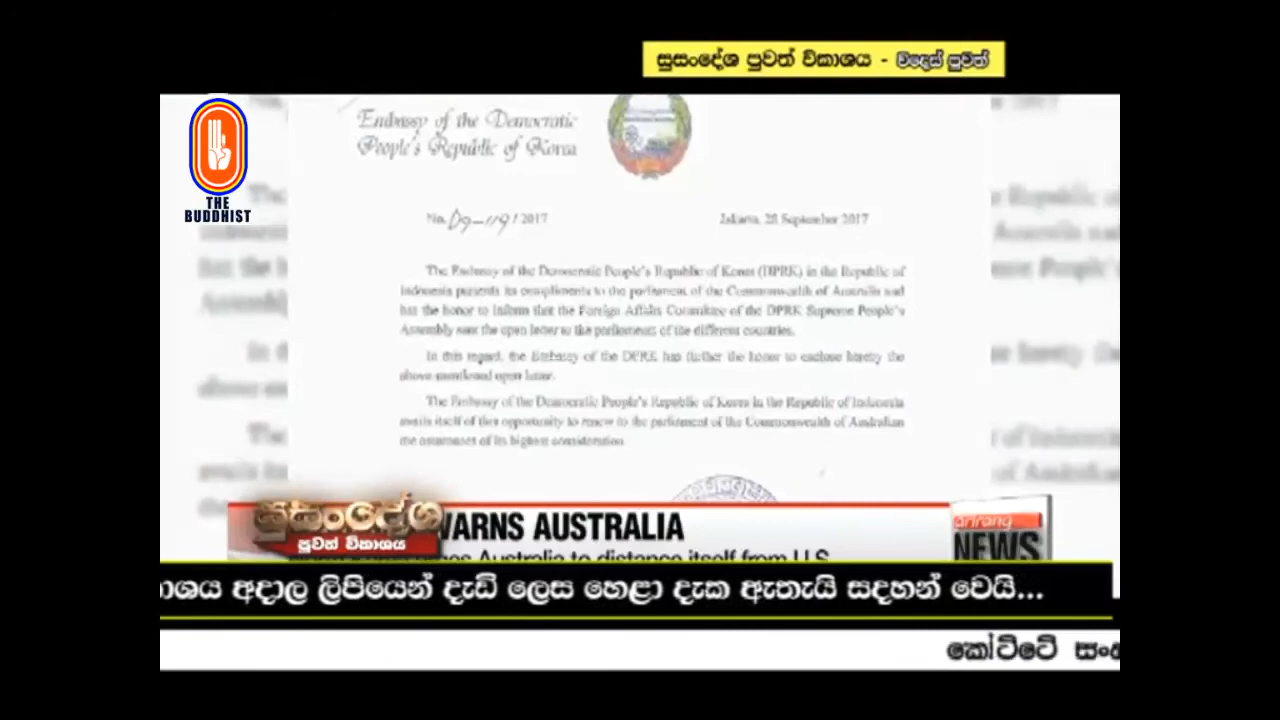 සුසංදේශ පුවත් විකාශය - විදෙස් පුවත්
THE
BUDDHIST
Embassy of the Democratic
People's Republic of Korea
No. 2017
Jakarta, 28 September 2017
The Embassy of the Democratic People's Republic of Korea (DPRK) in the Republic of
Indonesia presents its compliments to the parliament of the Commonwealth of Australia and
has the honor to inform that the Foreign Affairs Committee of the DPRK Supreme People's
Assembly sent the open letter to the parliaments of the different countries.
In this regard, the Embassy of the DPRK has further the honor to enclose hereby the
above-mentioned open letter.
The Embassy of the Democratic People's Republic of Korea in the Republic of Indonesia
avails itself of this opportunity to renew to the parliament of the Commonwealth of Australian
the assurances of its highest consideration
සුසංදේශ
පුවත් විකාශය
WARNS AUSTRALIA
Australia to distance itself from U.S.
arirang
NEWS
කාශය අදාල ලිපියෙන් දැඩි ලෙස හෙළා දැක ඇතැයි සදහන් වෙයි...
කෝට්ටේ